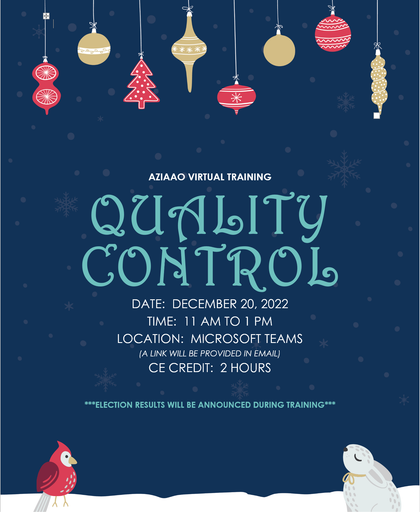 AZIAAO VIRTUAL TRAINING
QUALITY
CONTROL
DATE: DECEMBER 20, 2022
TIME: 11 AM TO 1 PM
LOCATION: MICROSOFT TEAMS
(A LINK WILL BE PROVIDED IN EMAIL)
CE CREDIT: 2 HOURS
***ELECTION RESULTS WILL BE ANNOUNCED DURING TRAINING***